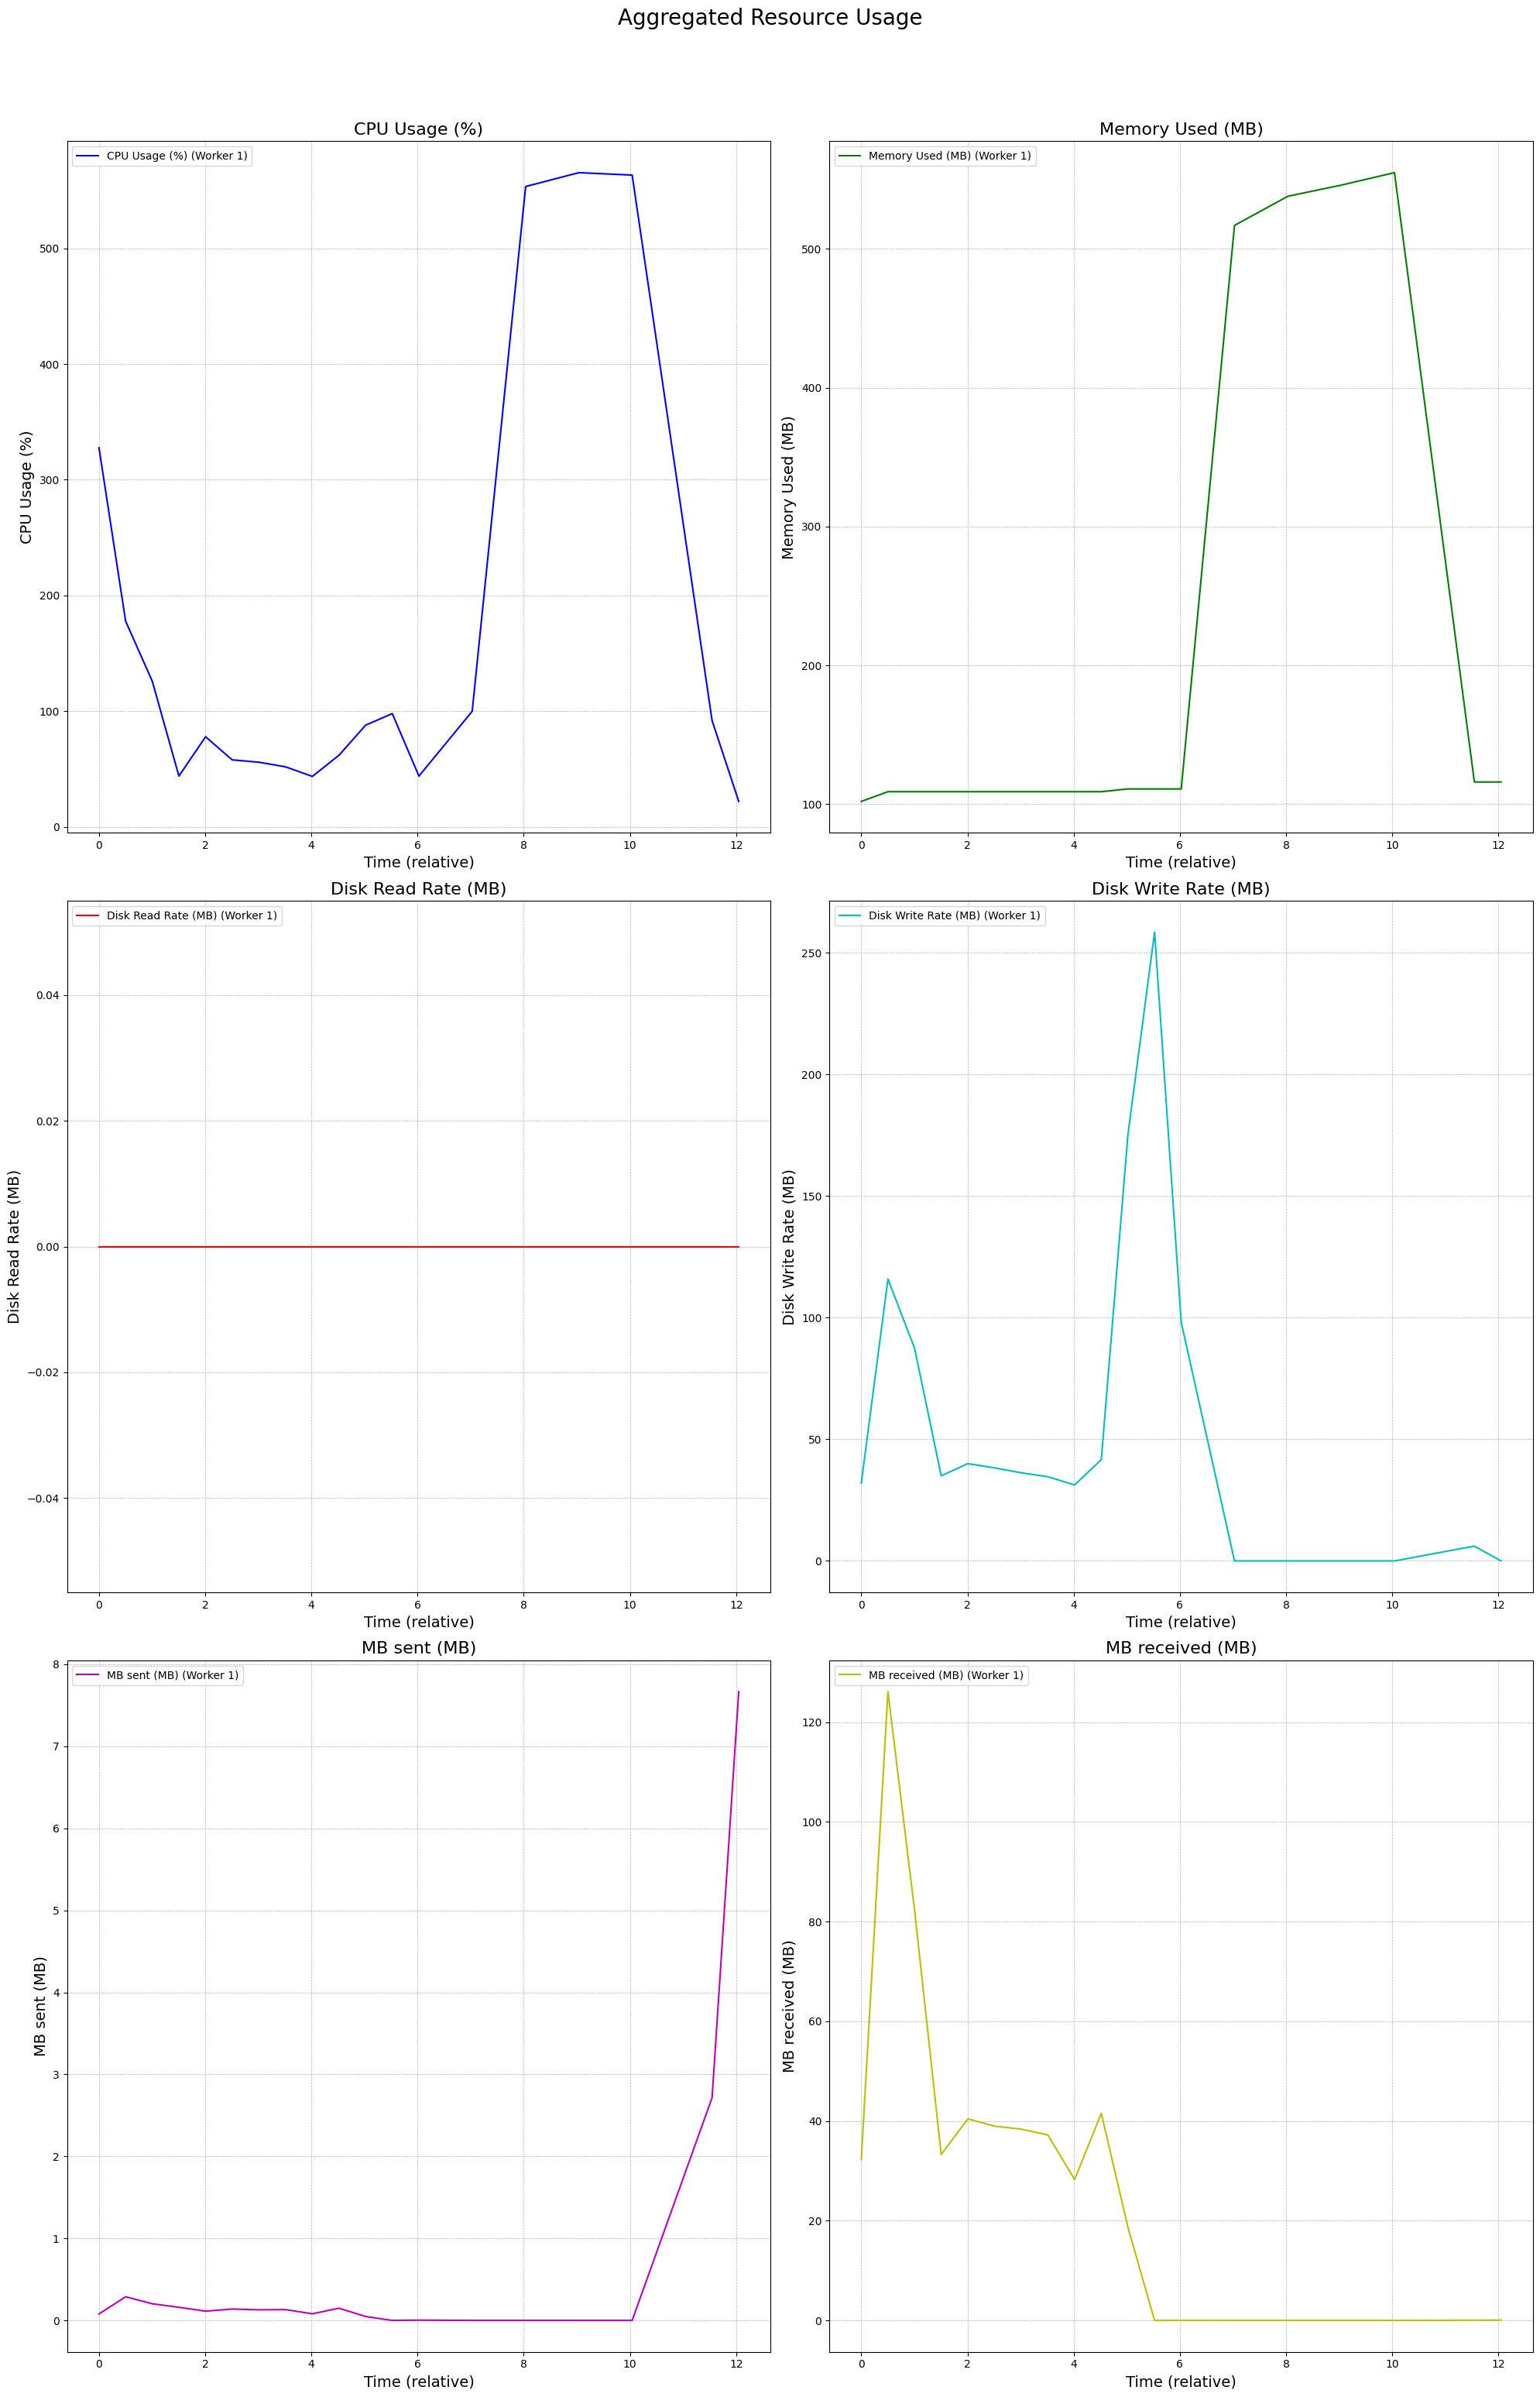 Aggregated Resource Usage
CPU Usage (%)
CPU Usage (%) (Worker 1)
500
400
300
200
100
0
CPU Usage (%)
0 2 4 6 8 10 12
Time (relative)
Memory Used (MB)
Memory Used (MB) (Worker 1)
500
400
300
200
100
Memory Used (MB)
0 2 4 6 8 10 12
Time (relative)
Disk Read Rate (MB)
Disk Read Rate (MB) (Worker 1)
0.04
0.02
0.00
−0.02
−0.04
Disk Read Rate (MB)
0 2 4 6 8 10 12
Time (relative)
Disk Write Rate (MB)
Disk Write Rate (MB) (Worker 1)
250
200
150
100
50
0
Disk Write Rate (MB)
0 2 4 6 8 10 12
Time (relative)
MB sent (MB)
MB sent (MB) (Worker 1)
8
7
6
5
4
3
2
1
0
MB sent (MB)
0 2 4 6 8 10 12
Time (relative)
MB received (MB)
MB received (MB) (Worker 1)
120
100
80
60
40
20
0
MB received (MB)
0 2 4 6 8 10 12
Time (relative)